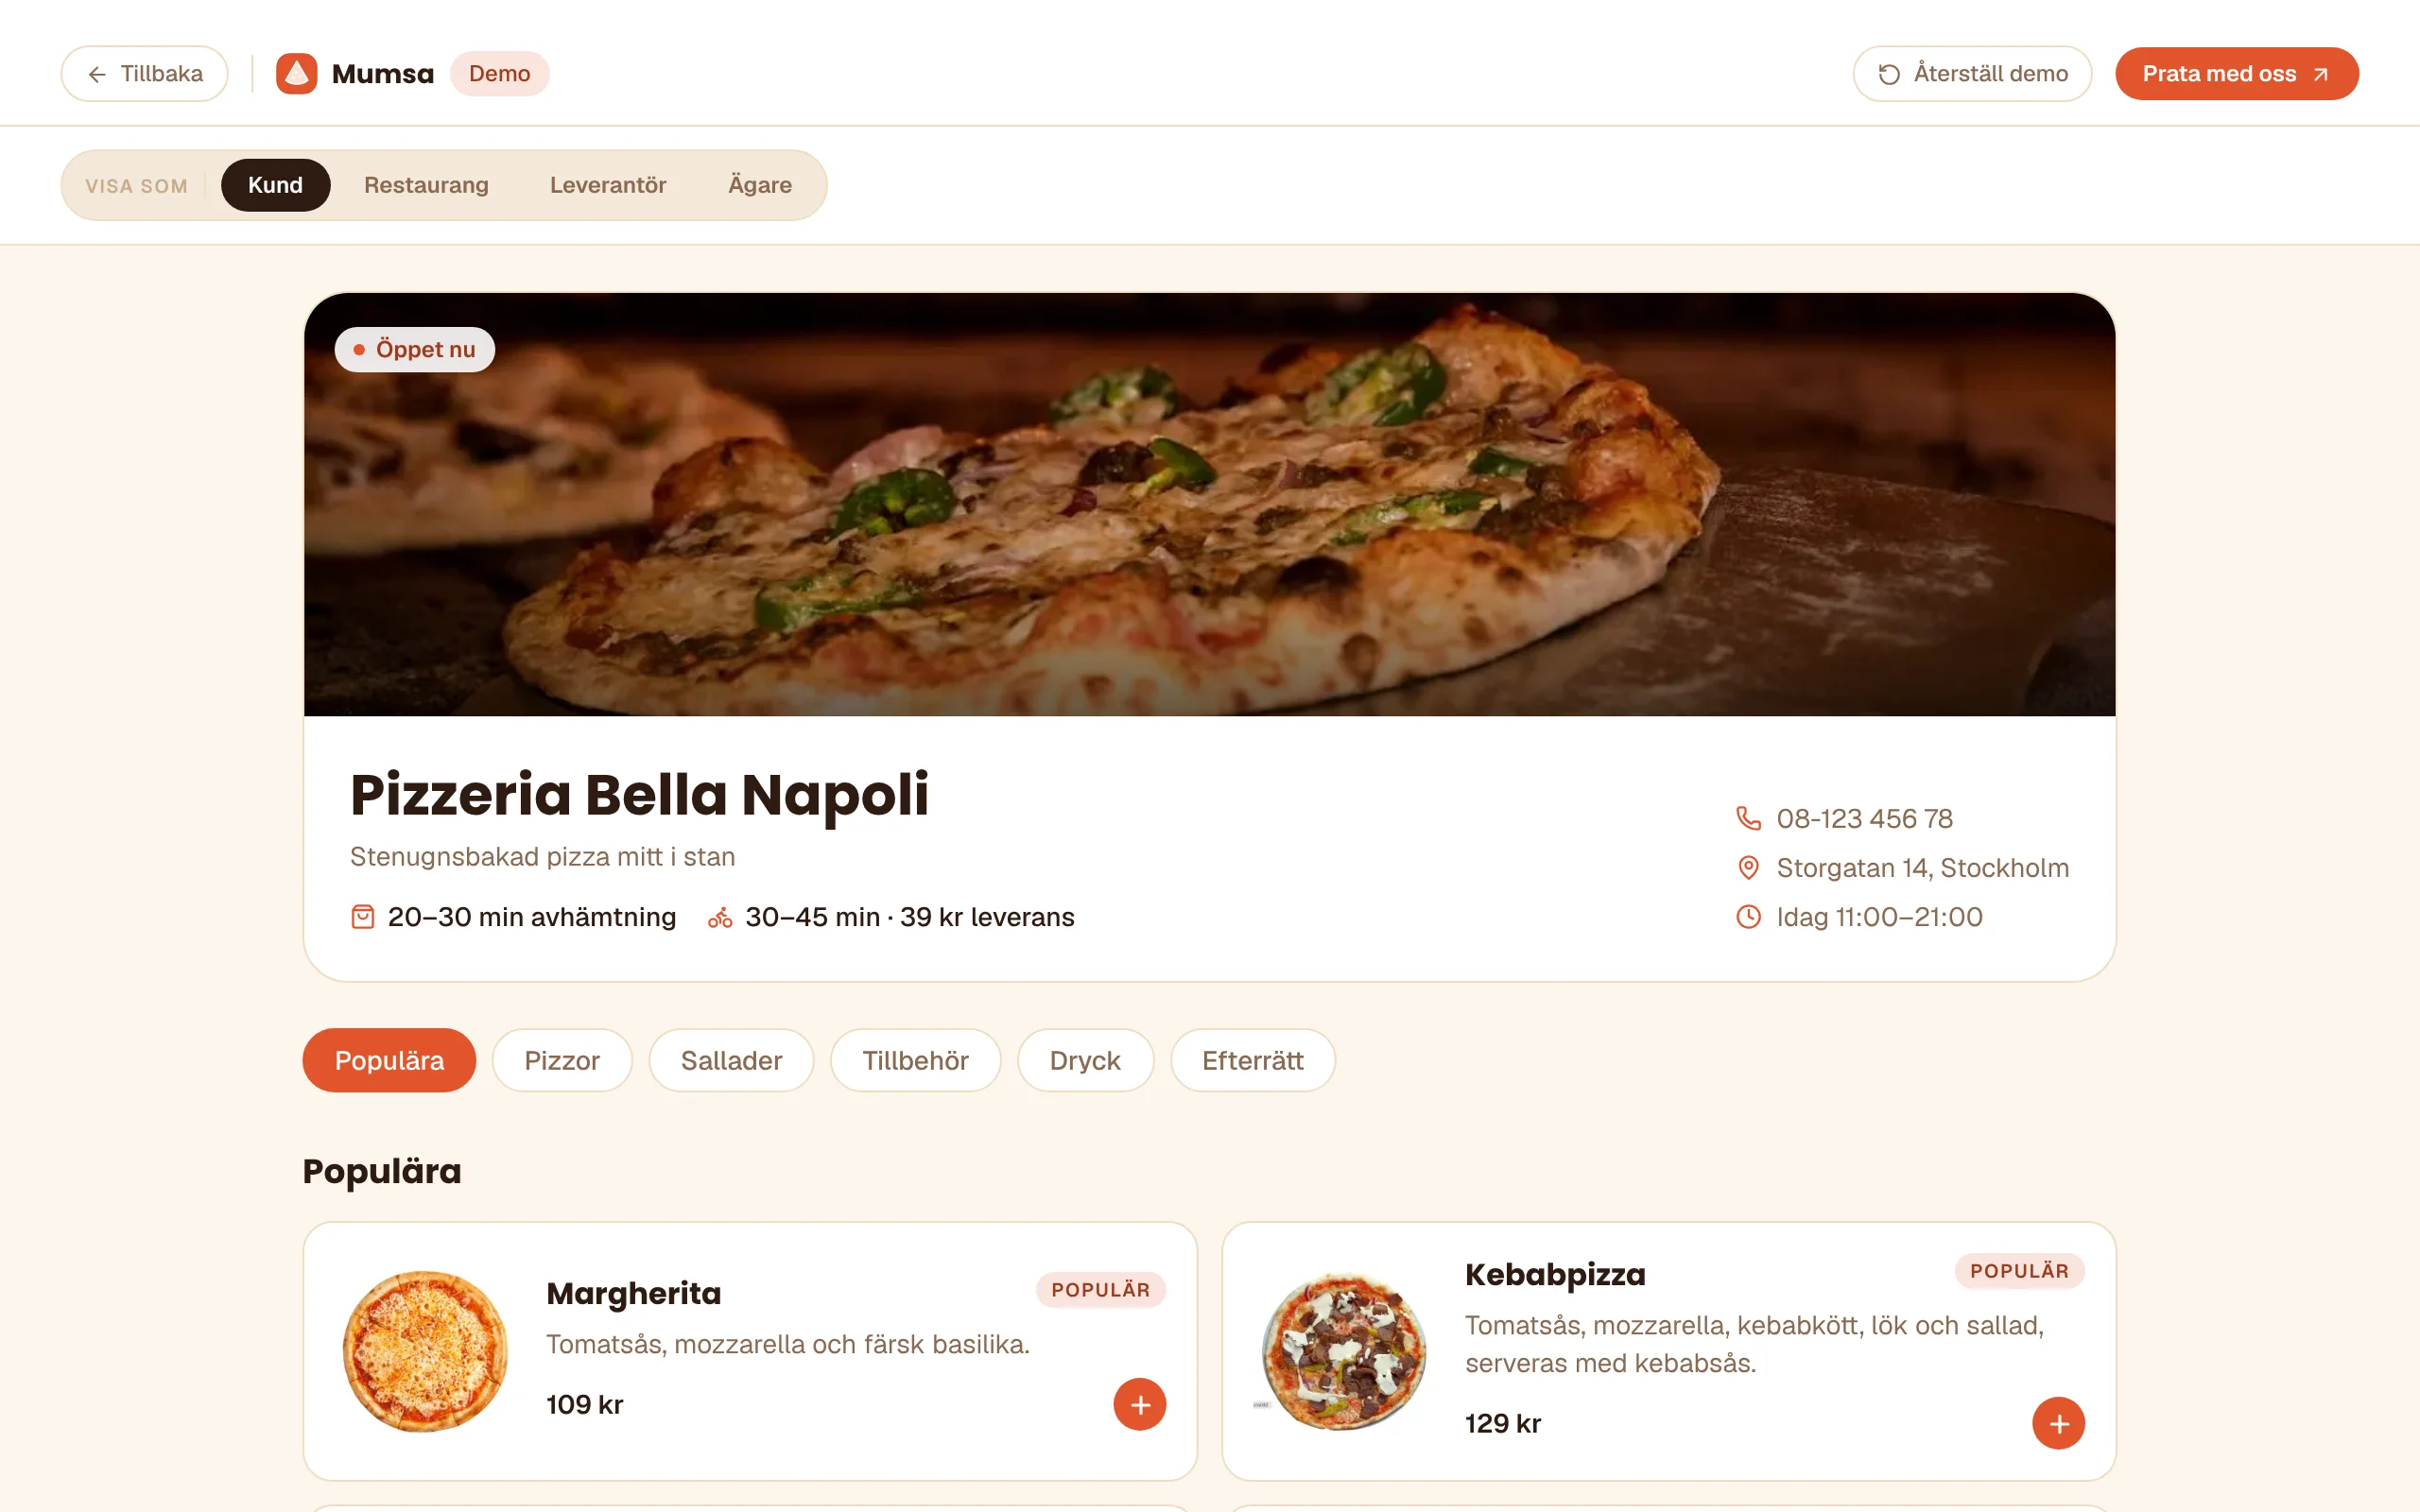 Tillbaka
Mumsa
Demo
Återställ demo
Prata med oss
VISA SOM
Kund
Restaurang
Leverantör
Ägare
Öppet nu
Pizzeria Bella Napoli
Stenugnsbakad pizza mitt i stan
20–30 min avhämtning
30–45 min · 39 kr leverans
08-123 456 78
Storgatan 14, Stockholm
Idag 11:00–21:00
Populära
Pizzor
Sallader
Tillbehör
Dryck
Efterrätt
Populära
Margherita
POPULÄR
Tomatsås, mozzarella och färsk basilika.
109 kr
Kebabpizza
POPULÄR
Tomatsås, mozzarella, kebabkött, lök och sallad,
serveras med kebabsås.
129 kr